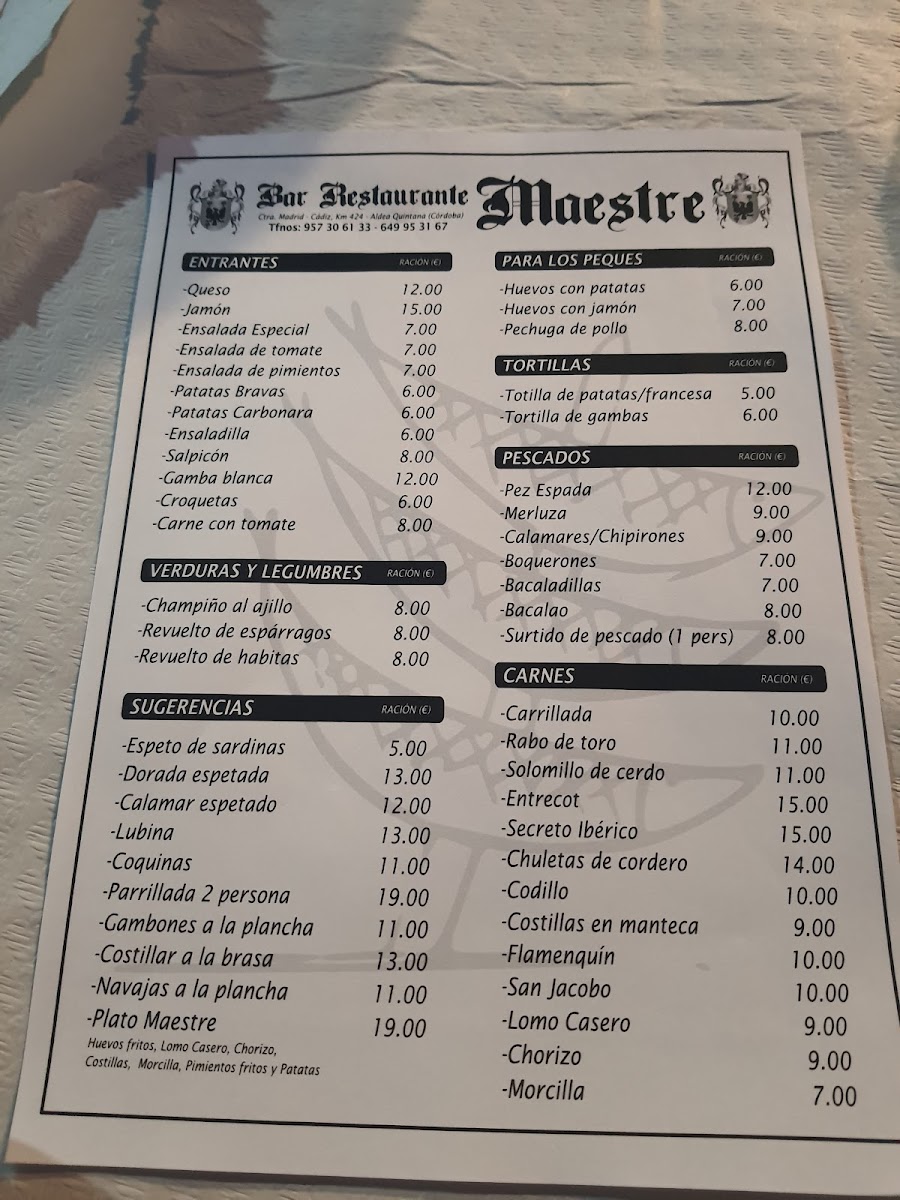 Bar Restaurante Maestre
Ctra. Madrid - Cádiz, Km 424 - Aldea Quintana (Córdoba)
Tfnos: 957 30 61 33 - 649 95 31 67
ENTRANTES RACIÓN (€)
-Queso 12.00
-Jamón 15.00
-Ensalada Especial 7.00
-Ensalada de tomate 7.00
-Ensalada de pimientos 7.00
-Patatas Bravas 6.00
-Patatas Carbonara 6.00
-Ensaladilla 6.00
-Salpicón 8.00
-Gamba blanca 12.00
-Croquetas 6.00
-Carne con tomate 8.00
VERDURAS Y LEGUMBRES RACIÓN (€)
-Champiño al ajillo 8.00
-Revuelto de espárragos 8.00
-Revuelto de habitas 8.00
SUGERENCIAS RACIÓN (€)
-Espeto de sardinas 5.00
-Dorada espetada 13.00
-Calamar espetado 12.00
-Lubina 13.00
-Coquinas 11.00
-Parrillada 2 persona 19.00
-Gambones a la plancha 11.00
-Costillar a la brasa 13.00
-Navajas a la plancha 11.00
-Plato Maestre 19.00
Huevos fritos, Lomo Casero, Chorizo,
Costillas, Morcilla, Pimientos fritos y Patatas
PARA LOS PEQUES RACIÓN (€)
-Huevos con patatas 6.00
-Huevos con jamón 7.00
-Pechuga de pollo 8.00
TORTILLAS RACIÓN (€)
-Totilla de patatas/francesa 5.00
-Tortilla de gambas 6.00
PESCADOS RACIÓN (€)
-Pez Espada 12.00
-Merluza 9.00
-Calamares/Chipirones 9.00
-Boquerones 7.00
-Bacaladillas 7.00
-Bacalao 8.00
-Surtido de pescado (1 pers) 8.00
CARNES RACIÓN (€)
-Carrillada 10.00
-Rabo de toro 11.00
-Solomillo de cerdo 11.00
-Entrecot 15.00
-Secreto Ibérico 15.00
-Chuletas de cordero 14.00
-Codillo 10.00
-Costillas en manteca 9.00
-Flamenquín 10.00
-San Jacobo 10.00
-Lomo Casero 9.00
-Chorizo 9.00
-Morcilla 7.00